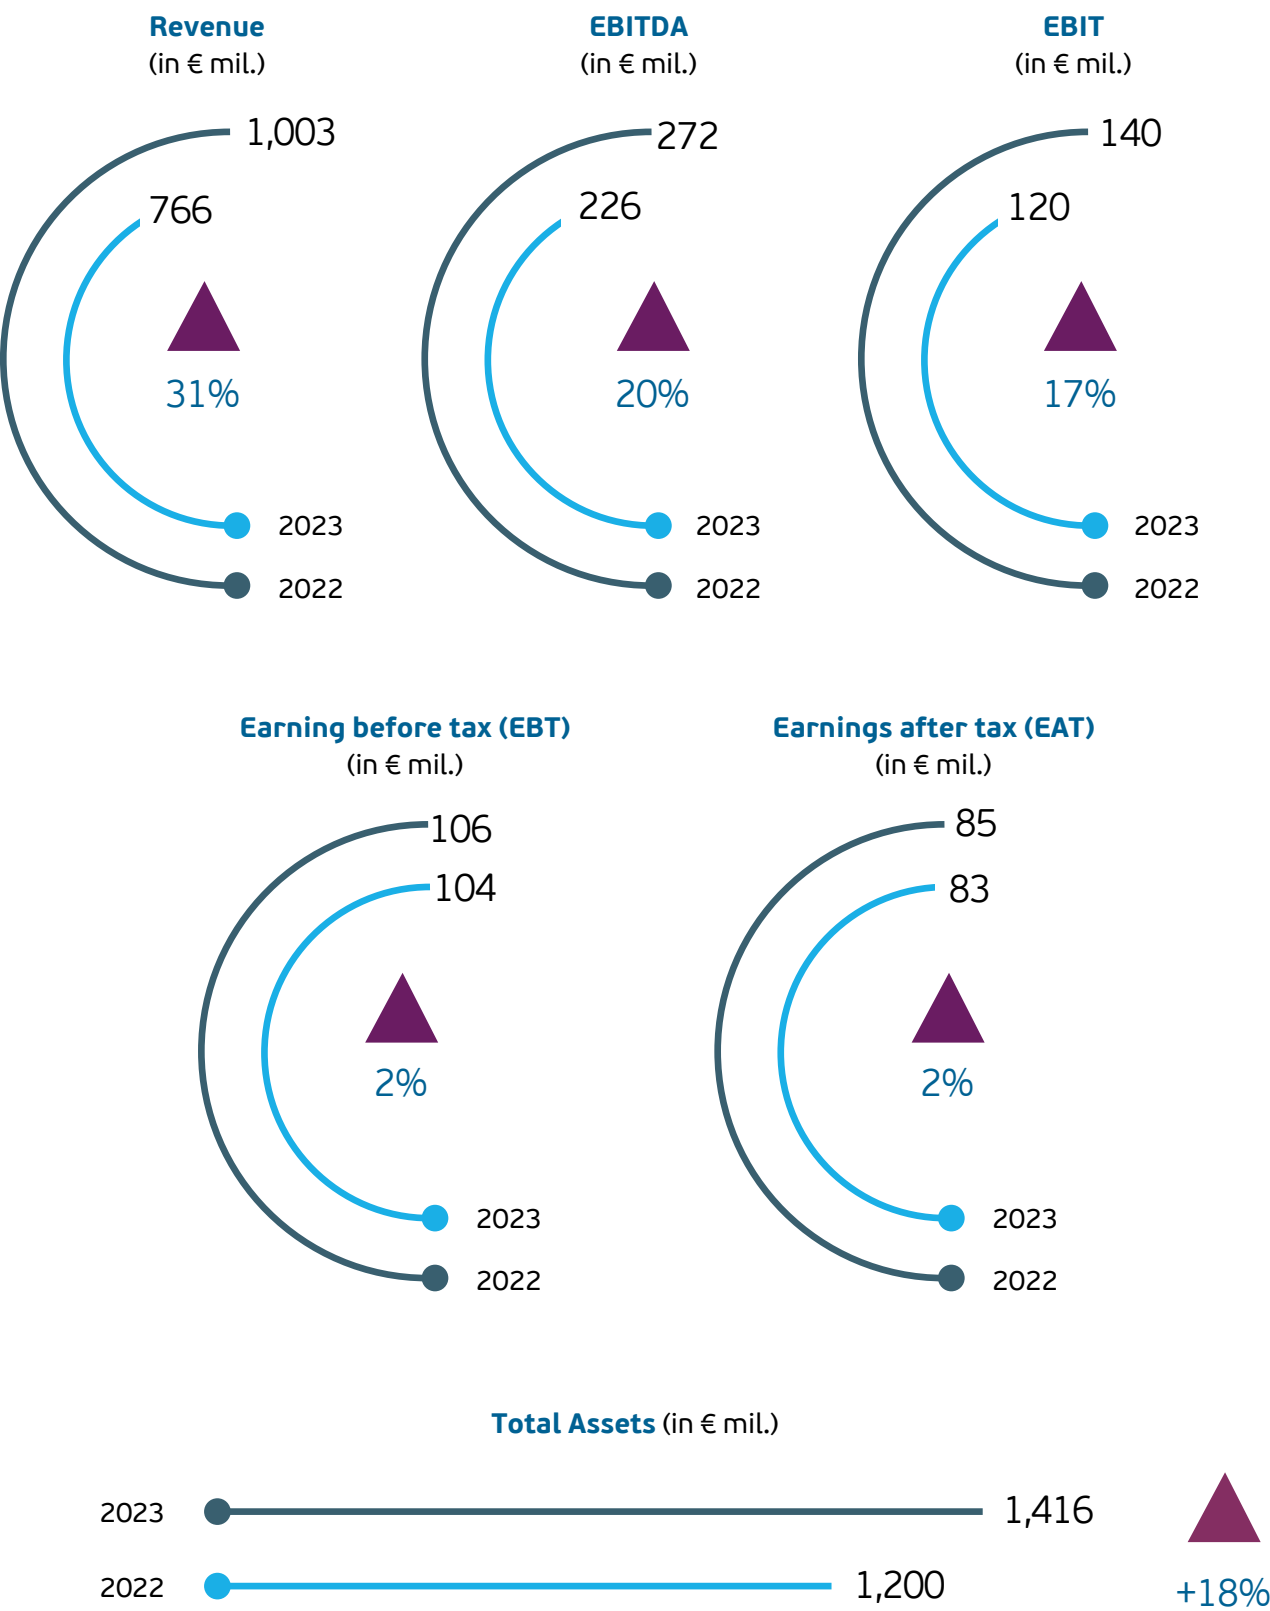 Revenue
(in € mil.)
1,003
766
31%
2023
2022
EBITDA
(in € mil.)
272
226
20%
2023
2022
EBIT
(in € mil.)
140
120
17%
2023
2022
Earning before tax (EBT)
(in € mil.)
106
104
2%
2023
2022
Earnings after tax (EAT)
(in € mil.)
85
83
2%
2023
2022
Total Assets (in € mil.)
2023 1,416
2022 1,200
+18%